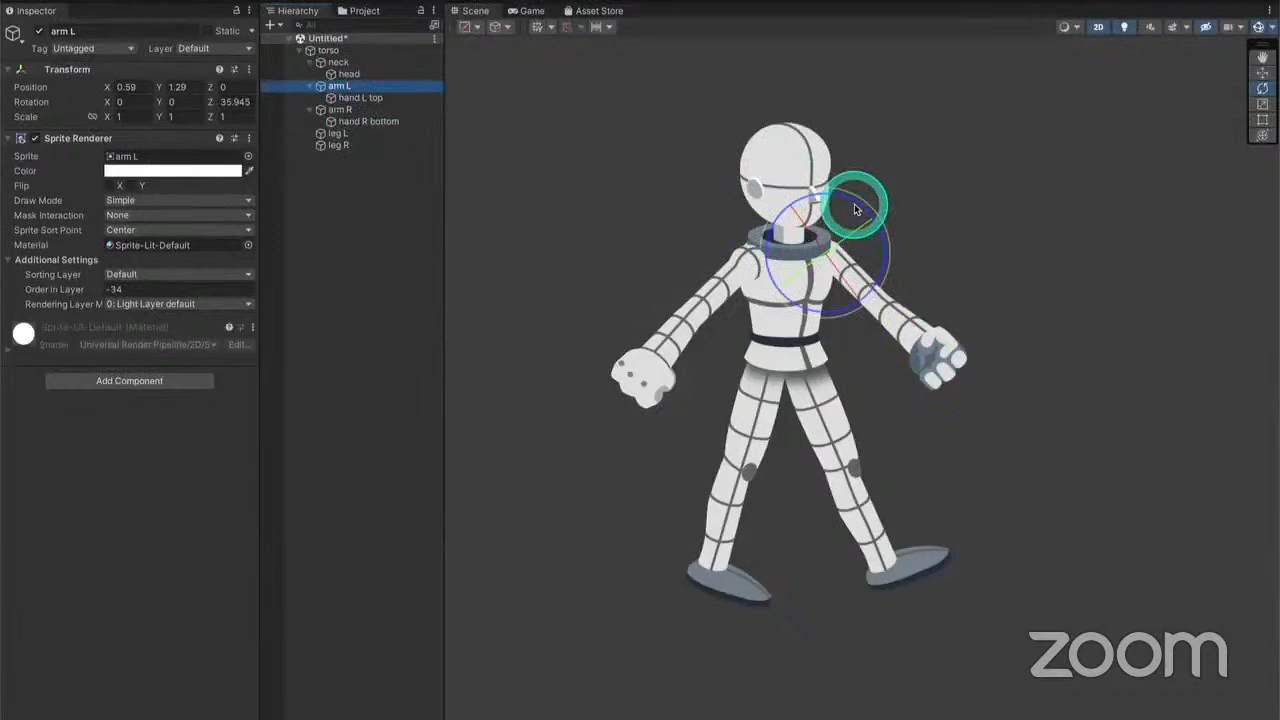 Inspector
arm L
Static
Tag Untagged Layer Default
Transform
Position X 0.59 Y 1.29 Z 0
Rotation X 0 Y 0 Z 35.945
Scale X 1 Y 1 Z 1
Sprite Renderer
Sprite arm L
Color
Flip X Y
Draw Mode Simple
Mask Interaction None
Sprite Sort Point Center
Material Sprite-Lit-Default
Additional Settings
Sorting Layer Default
Order in Layer -34
Rendering Layer M 0: Light Layer default
Sprite-Lit-Default (Material)
Shader Universal Render Pipeline/2D/S Edit...
Add Component
Hierarchy Project
All
Untitled*
torso
neck
head
arm L
hand L top
arm R
hand R bottom
leg L
leg R
Scene Game Asset Store
2D
zoom